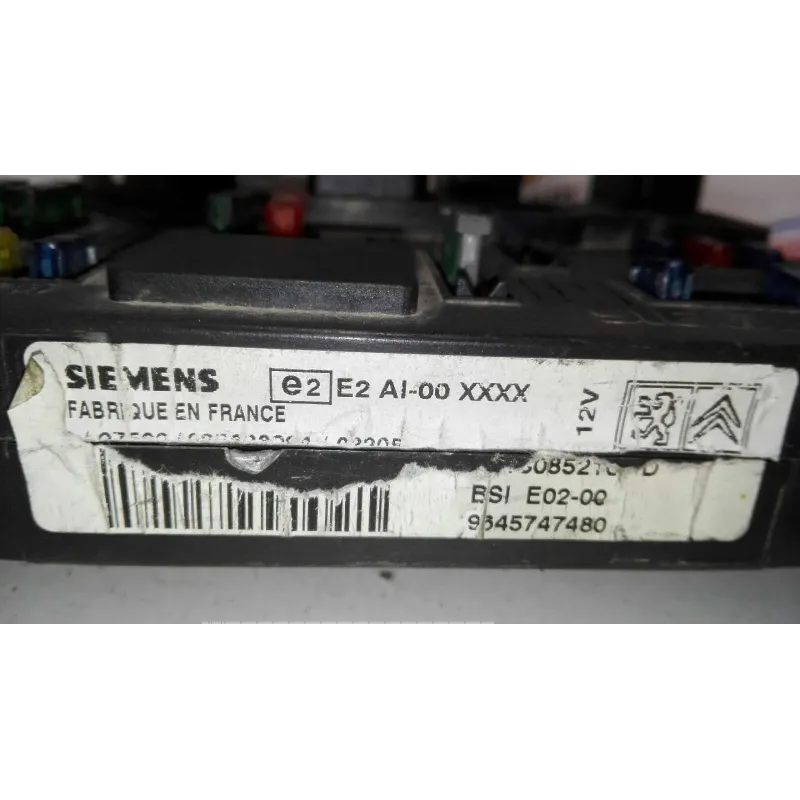 SIEMENS e2 E2 AI-00 XXXX
FABRIQUE EN FRANCE
12V
BSI E02-00
9645747480